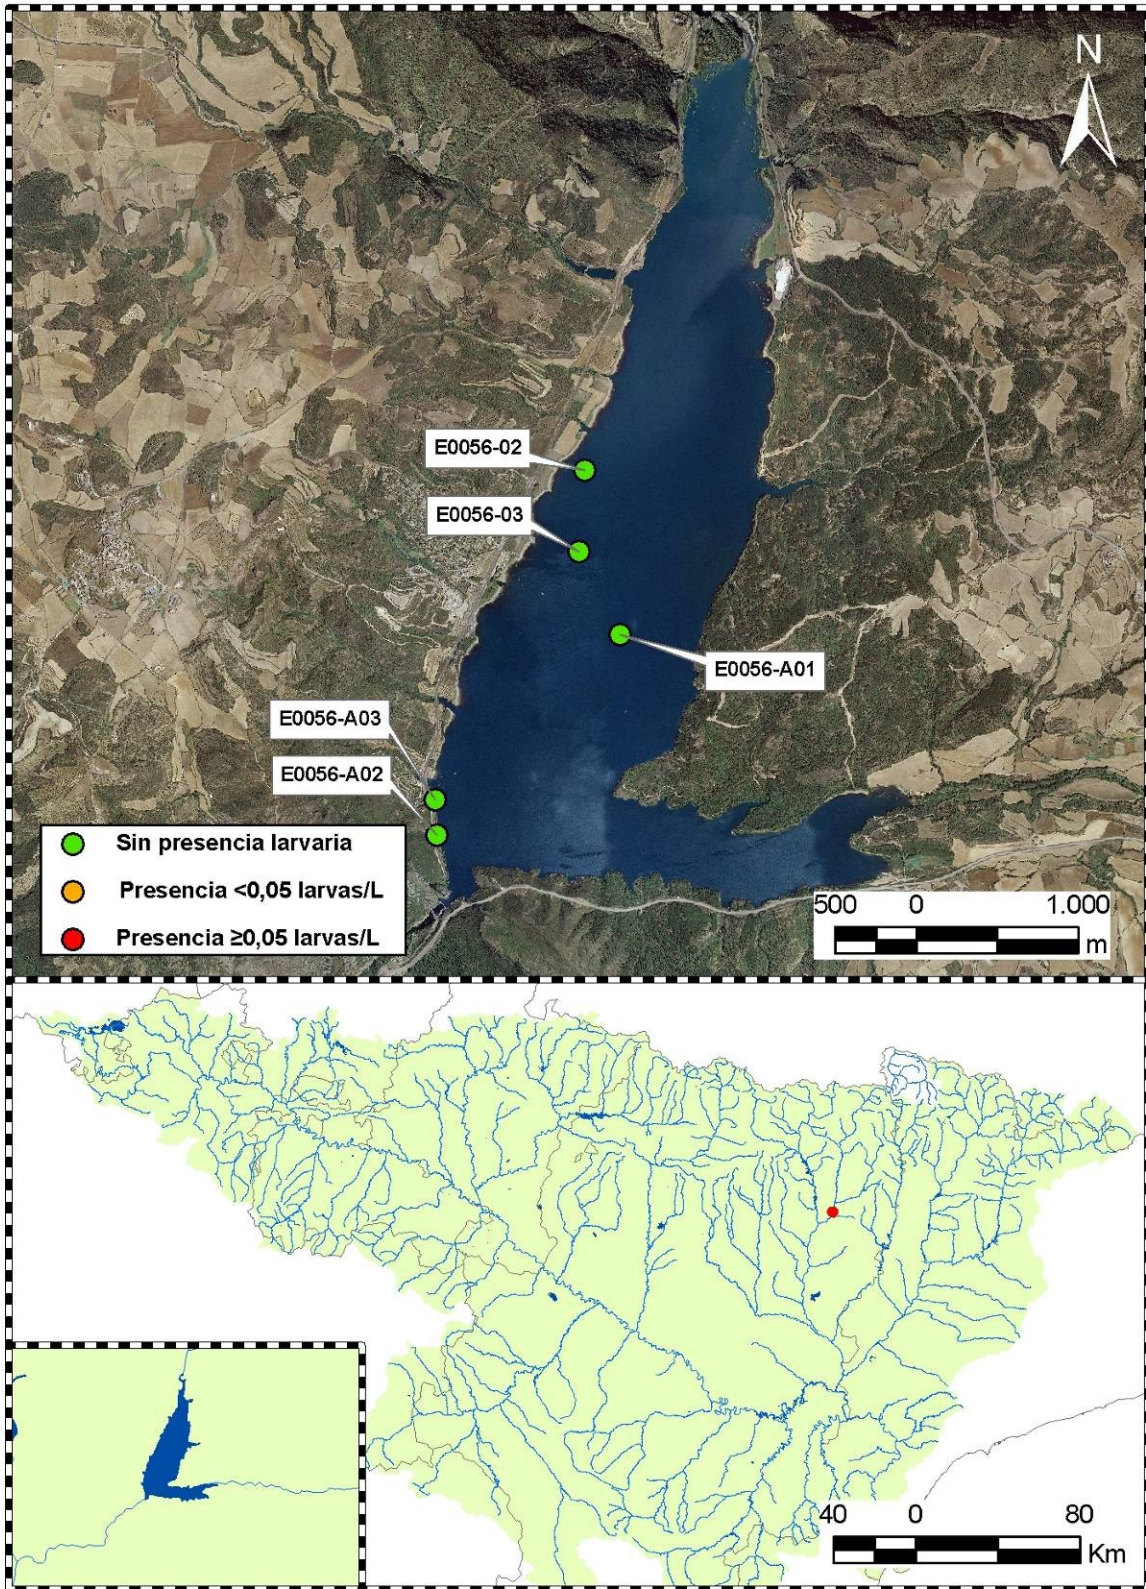 N
E0056-02
E0056-03
E0056-A01
E0056-A03
E0056-A02
Sin presencia larvaria
Presencia <0,05 larvas/L
Presencia ≥0,05 larvas/L
500 0 1.000
m
40 0 80
Km